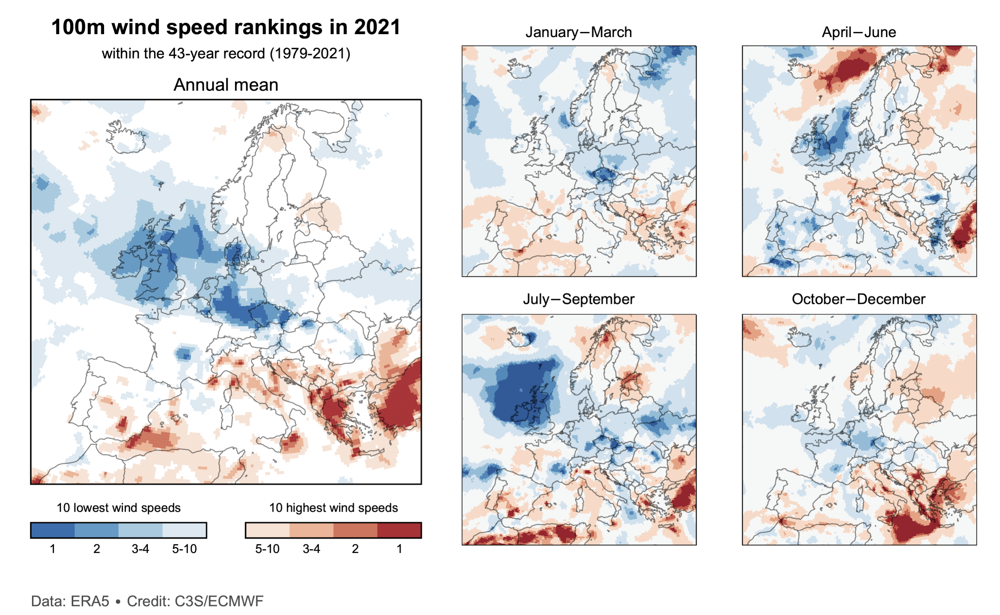 100m wind speed rankings in 2021
within the 43-year record (1979-2021)
Annual mean
10 lowest wind speeds
1 2 3-4 5-10
10 highest wind speeds
5-10 3-4 2 1
January−March
April−June
July−September
October−December
Data: ERA5 • Credit: C3S/ECMWF